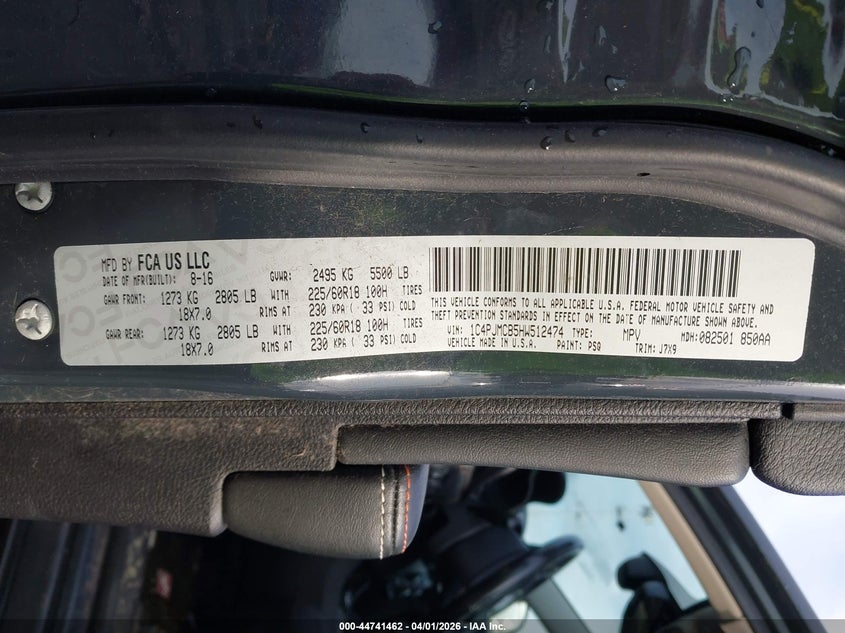 MFD BY FCA US LLC
DATE OF MFR(BUILT): 8-16 GVWR: 2495 KG 5500 LB
GAWR FRONT: 1273 KG 2805 LB WITH 225/60R18 100H TIRES
18X7.0 RIMS AT 230 KPA ( 33 PSI) COLD
GAWR REAR: 1273 KG 2805 LB WITH 225/60R18 100H TIRES
18X7.0 RIMS AT 230 KPA ( 33 PSI) COLD
THIS VEHICLE CONFORMS TO ALL APPLICABLE U.S.A. FEDERAL MOTOR VEHICLE SAFETY AND
THEFT PREVENTION STANDARDS IN EFFECT ON THE DATE OF MANUFACTURE SHOWN ABOVE.
VIN: 1C4PJMCB5HW512474 TYPE: MPV MDH:082501 850AA
VEHICLE MADE IN U.S.A. PAINT: PSQ TRIM: J7X9
000-44741462 - 04/01/2026 - IAA Inc.